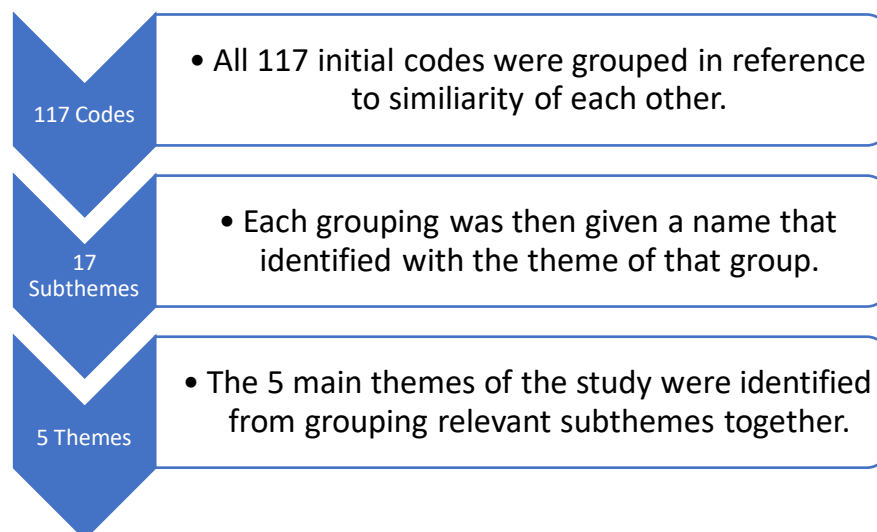 117 Codes
• All 117 initial codes were grouped in reference
to similiarity of each other.
17
Subthemes
• Each grouping was then given a name that
identified with the theme of that group.
5 Themes
• The 5 main themes of the study were identified
from grouping relevant subthemes together.